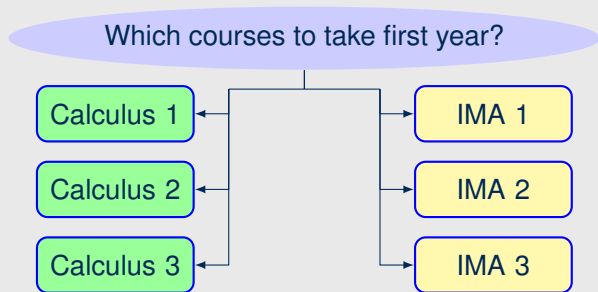 Which courses to take first year?
Calculus 1
IMA 1
Calculus 2
IMA 2
Calculus 3
IMA 3